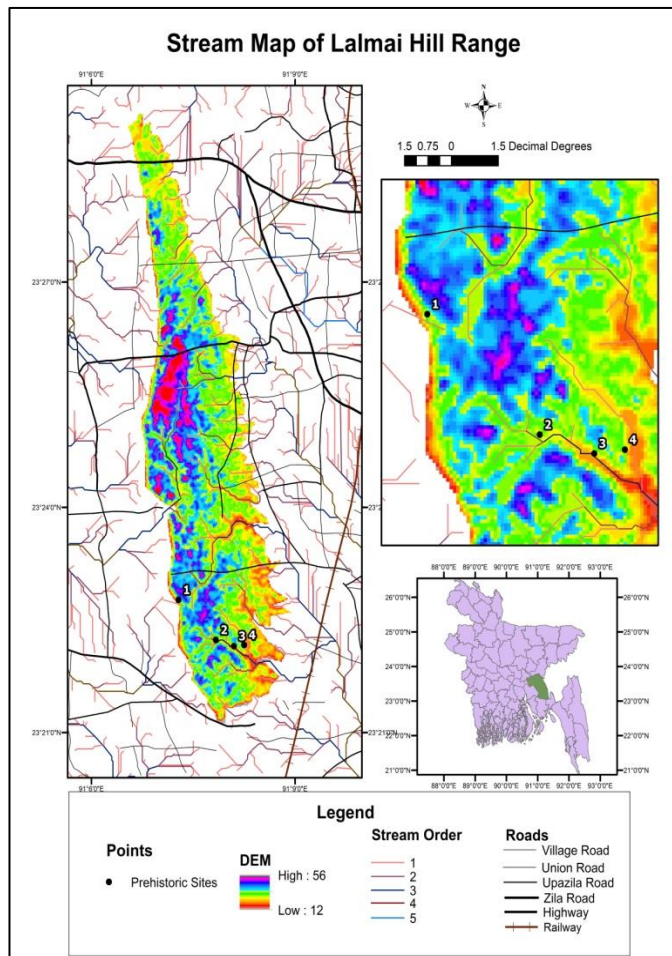 Stream Map of Lalmai Hill Range
91°6'0"E 91°9'0"E
N
W E
S
1.5 0.75 0 1.5 Decimal Degrees
23°27'0"N
23°24'0"N
23°21'0"N
1
2
3 4
91°6'0"E 91°9'0"E
1
2
3
4
88°0'0"E 89°0'0"E 90°0'0"E 91°0'0"E 92°0'0"E 93°0'0"E
26°0'0"N 26°0'0"N
25°0'0"N 25°0'0"N
24°0'0"N 24°0'0"N
23°0'0"N 23°0'0"N
22°0'0"N 22°0'0"N
21°0'0"N 21°0'0"N
88°0'0"E 89°0'0"E 90°0'0"E 91°0'0"E 92°0'0"E 93°0'0"E
Legend
Points
Prehistoric Sites
DEM
High : 56
Low : 12
Stream Order
1
2
3
4
5
Roads
Village Road
Union Road
Upazila Road
Zila Road
Highway
Railway